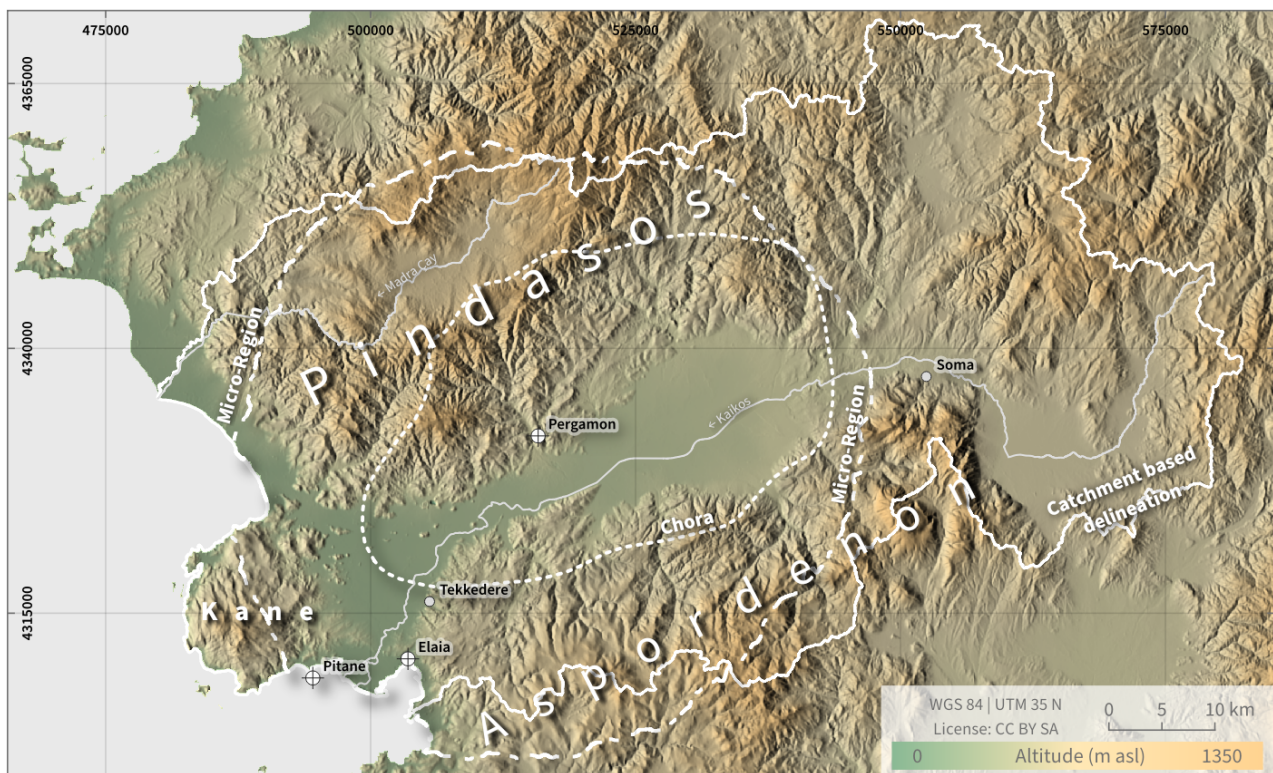 475000
500000
525000
550000
575000
4365000
4340000
4315000
Pindasos
← Madra Çay
Micro-Region
Soma
← Kaikos
Pergamon
Micro-Region
Catchment based
delineation
Chora
Aspordenon
Tekkedere
Kane
Elaia
Pitane
WGS 84 | UTM 35 N
License: CC BY SA
0 5 10 km
0 Altitude (m asl) 1350